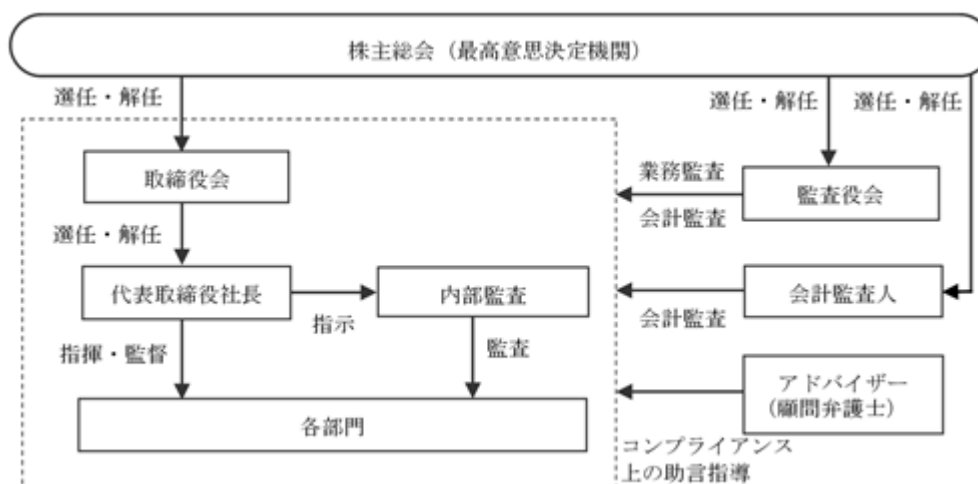 株主総会（最高意思決定機関）
選任・解任
選任・解任
選任・解任
取締役会
業務監査
監査役会
会計監査
選任・解任
代表取締役社長
内部監査
会計監査人
指示
会計監査
指揮・監督
監査
アドバイザー
（顧問弁護士）
各部門
コンプライアンス
上の助言指導